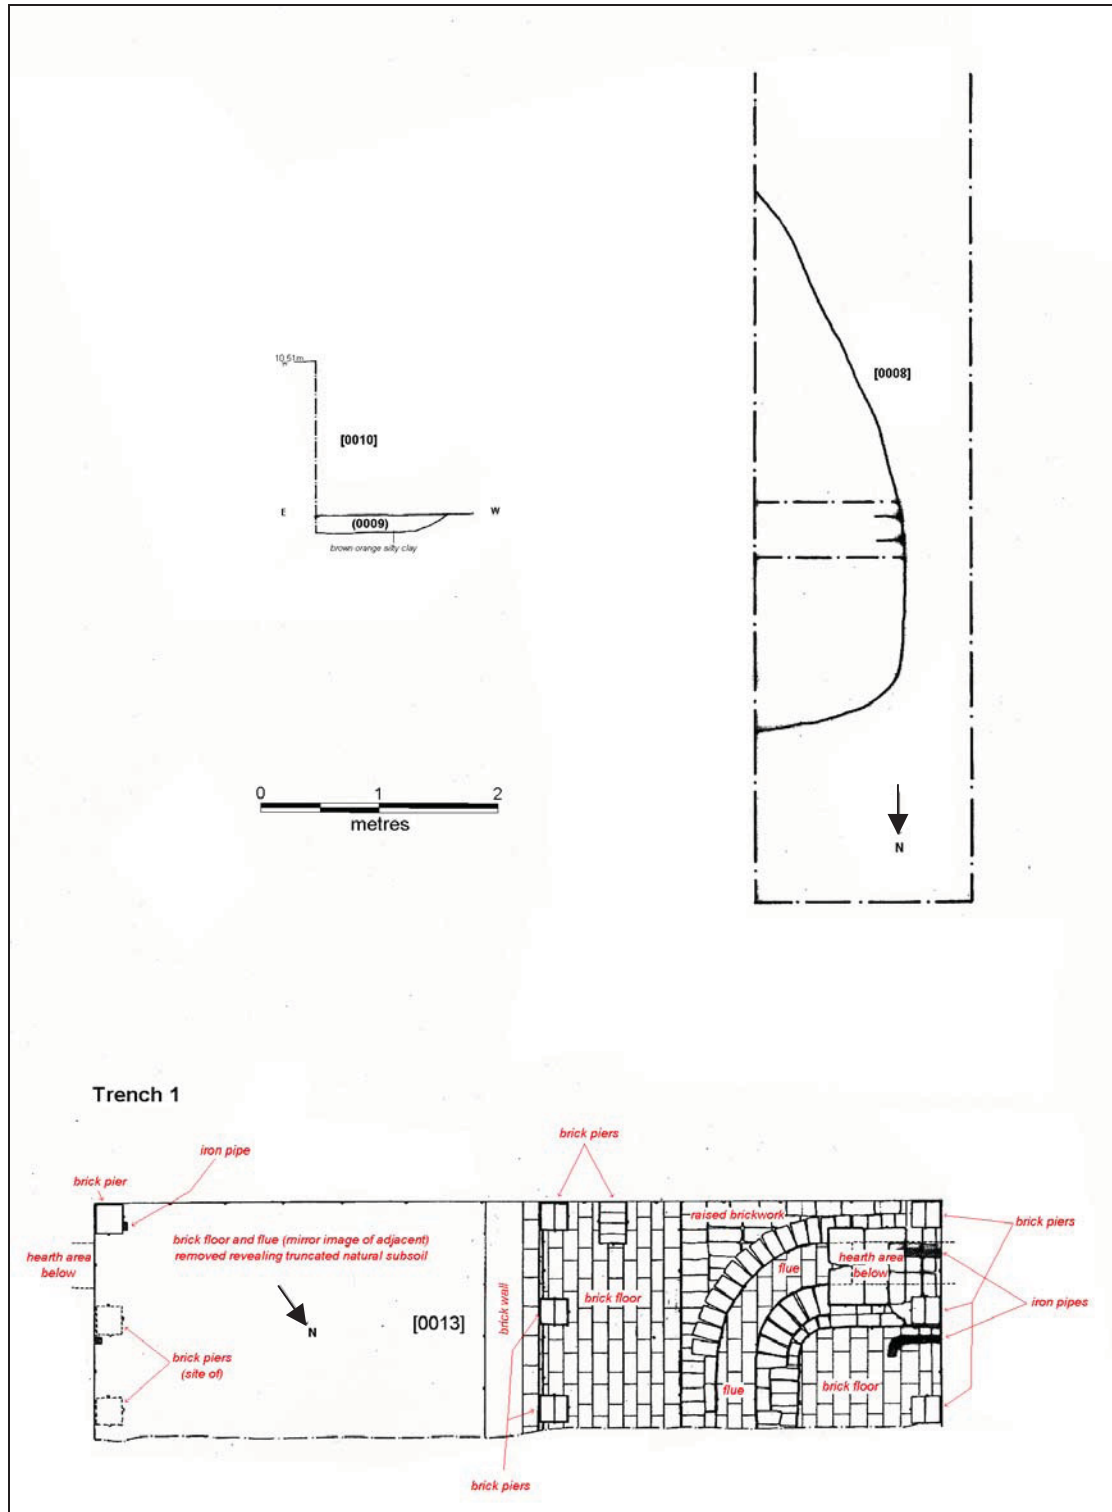 [0008]
10.51m
[0010]
E
W
(0009)
brown orange silty clay
0 1 2
metres
N
Trench 1
brick piers
iron pipe
brick pier
raised brickwork
brick piers
brick floor and flue (mirror image of adjacent)
removed revealing truncated natural subsoil
hearth area
below
hearth area
below
flue
brick floor
brick wall
N
[0013]
iron pipes
brick piers
(site of)
flue
brick floor
brick piers